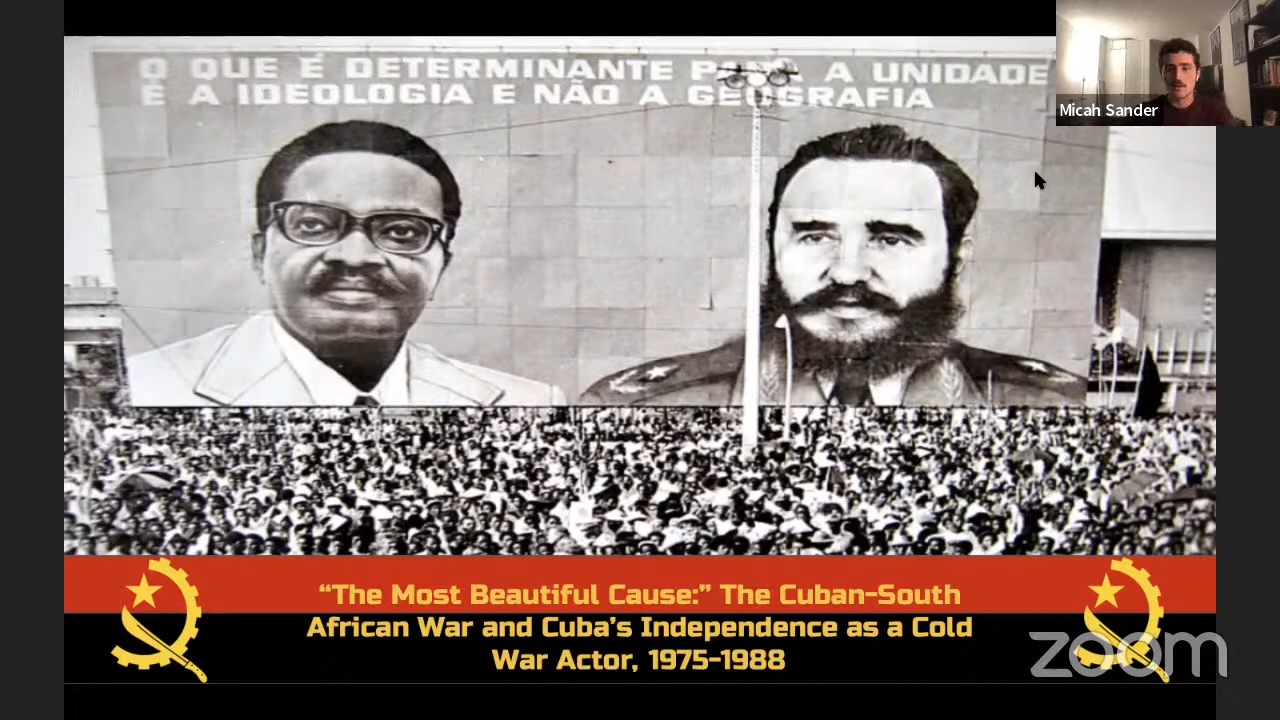 O QUE É DETERMINANTE PARA A UNIDADE
É A IDEOLOGIA E NÃO A GEOGRAFIA
Micah Sander
“The Most Beautiful Cause:” The Cuban-South
African War and Cuba’s Independence as a Cold
War Actor, 1975-1988
zoom